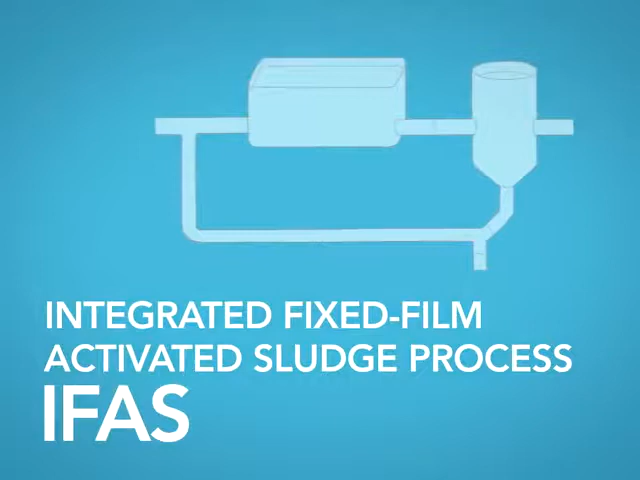 INTEGRATED FIXED-FILM
ACTIVATED SLUDGE PROCESS
IFAS